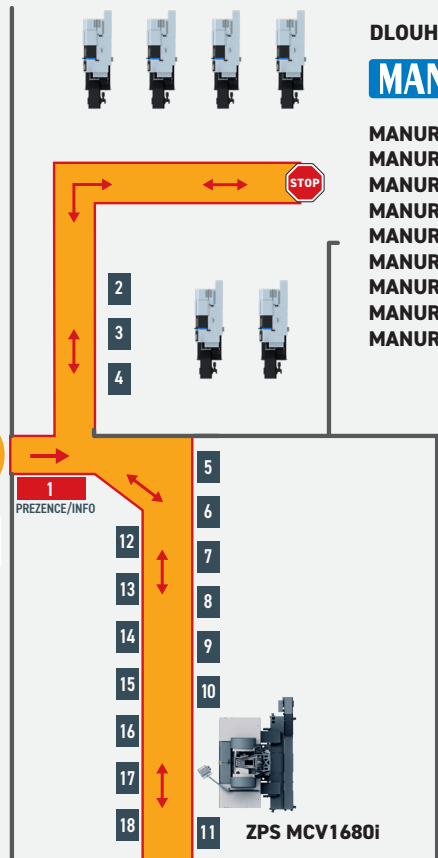 DLOUH
MAN
MANUR
MANUR
MANUR
MANUR
MANUR
MANUR
MANUR
MANUR
MANUR
STOP
2
3
4
1
PREZENCE/INFO
5
6
7
8
9
10
11
12
13
14
15
16
17
18
ZPS MCV1680i